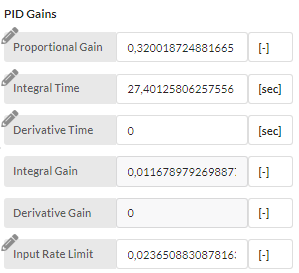 PID Gains
Proportional Gain 0,320018724881665 [-]
Integral Time 27,40125806257556 [sec]
Derivative Time 0 [sec]
Integral Gain 0,011678979269887 [-]
Derivative Gain 0 [-]
Input Rate Limit 0,023650883087816 [-]